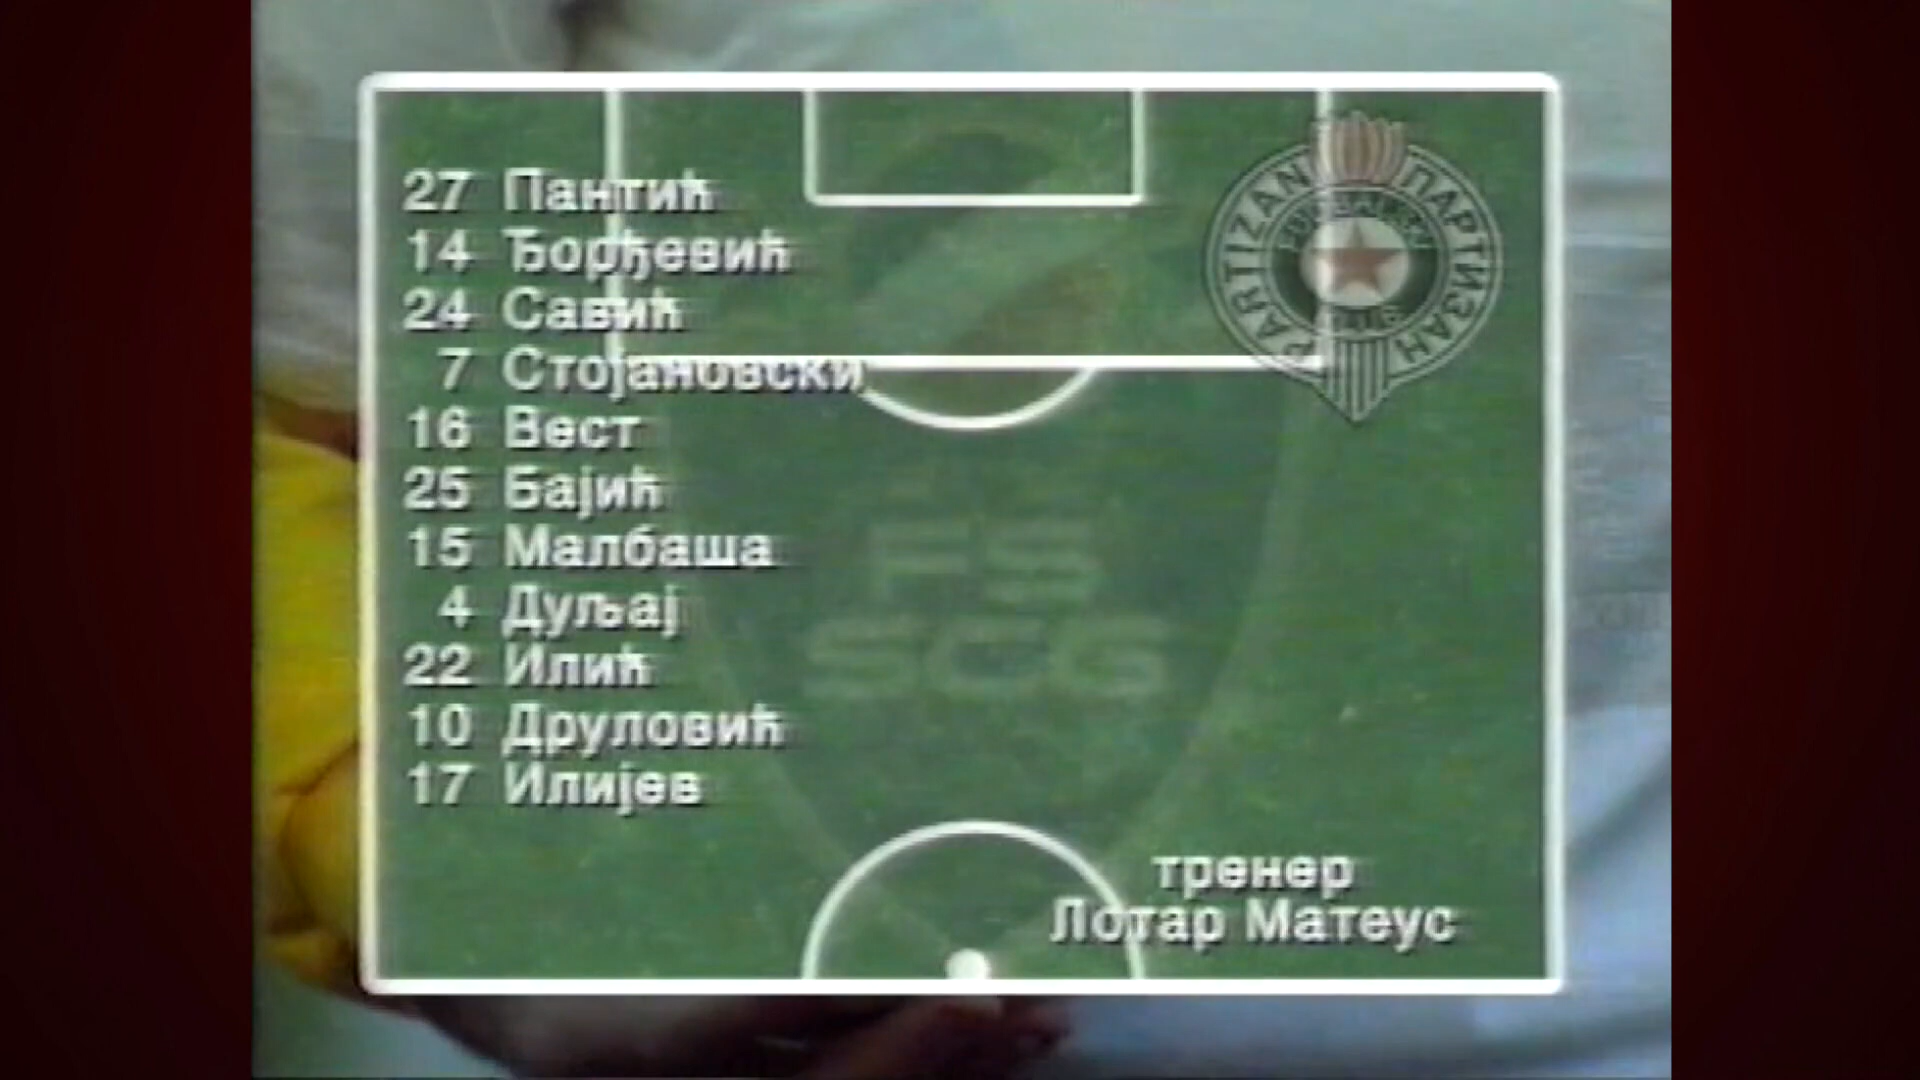 27 Пантић
14 Ђорђевић
24 Савић
7 Стојановски
16 Вест
25 Бајић
15 Малбаша
4 Дуљај
22 Илић
10 Друловић
17 Илијев
PARTIZAN ПАРТИЗАН
FS
SCG
тренер
Лотар Матеус